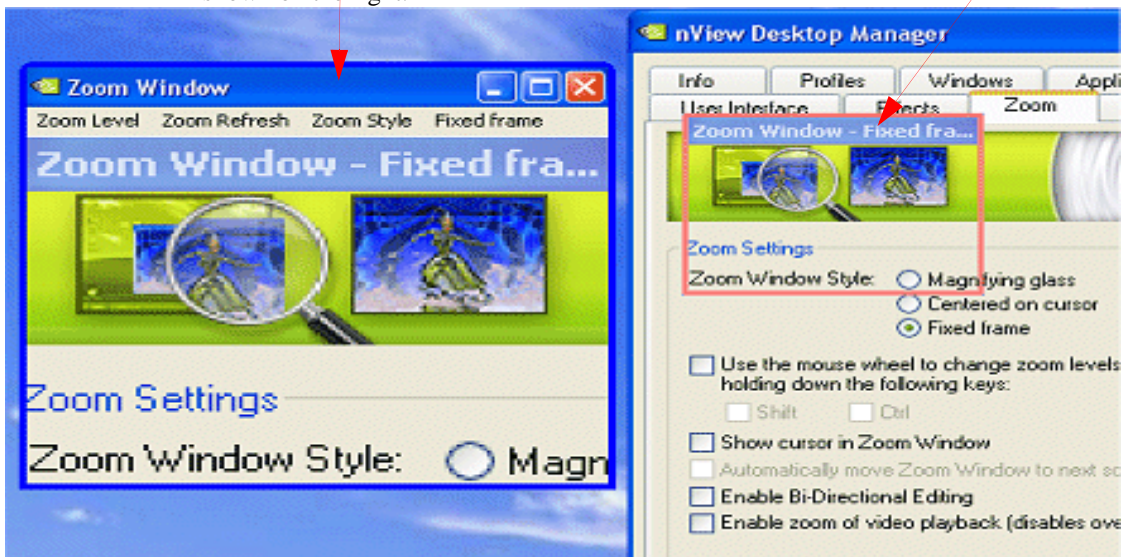 Zoom Window
Zoom Level Zoom Refresh Zoom Style Fixed frame
Zoom Window - Fixed fra...
Zoom Settings
Zoom Window Style: Magn
nView Desktop Manager
Info Profiles Windows Appli
User Interface Effects Zoom
Zoom Window - Fixed fra...
Zoom Settings
Zoom Window Style: Magnifying glass
Centered on cursor
Fixed frame
Use the mouse wheel to change zoom levels
holding down the following keys:
Shift Ctrl
Show cursor in Zoom Window
Automatically move Zoom Window to next sc
Enable Bi-Directional Editing
Enable zoom of video playback (disables ove